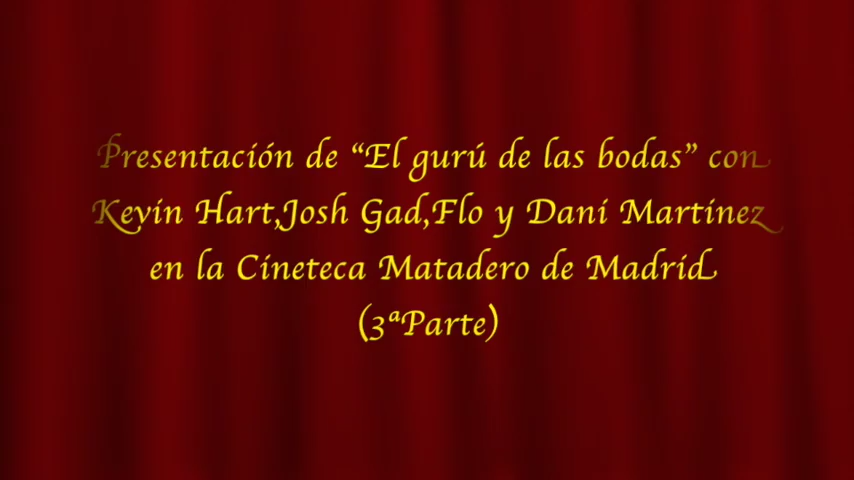 Presentación de “El gurú de las bodas” con
Kevin Hart,Josh Gad,Flo y Dani Martinez
en la Cineteca Matadero de Madrid
(3ªParte)